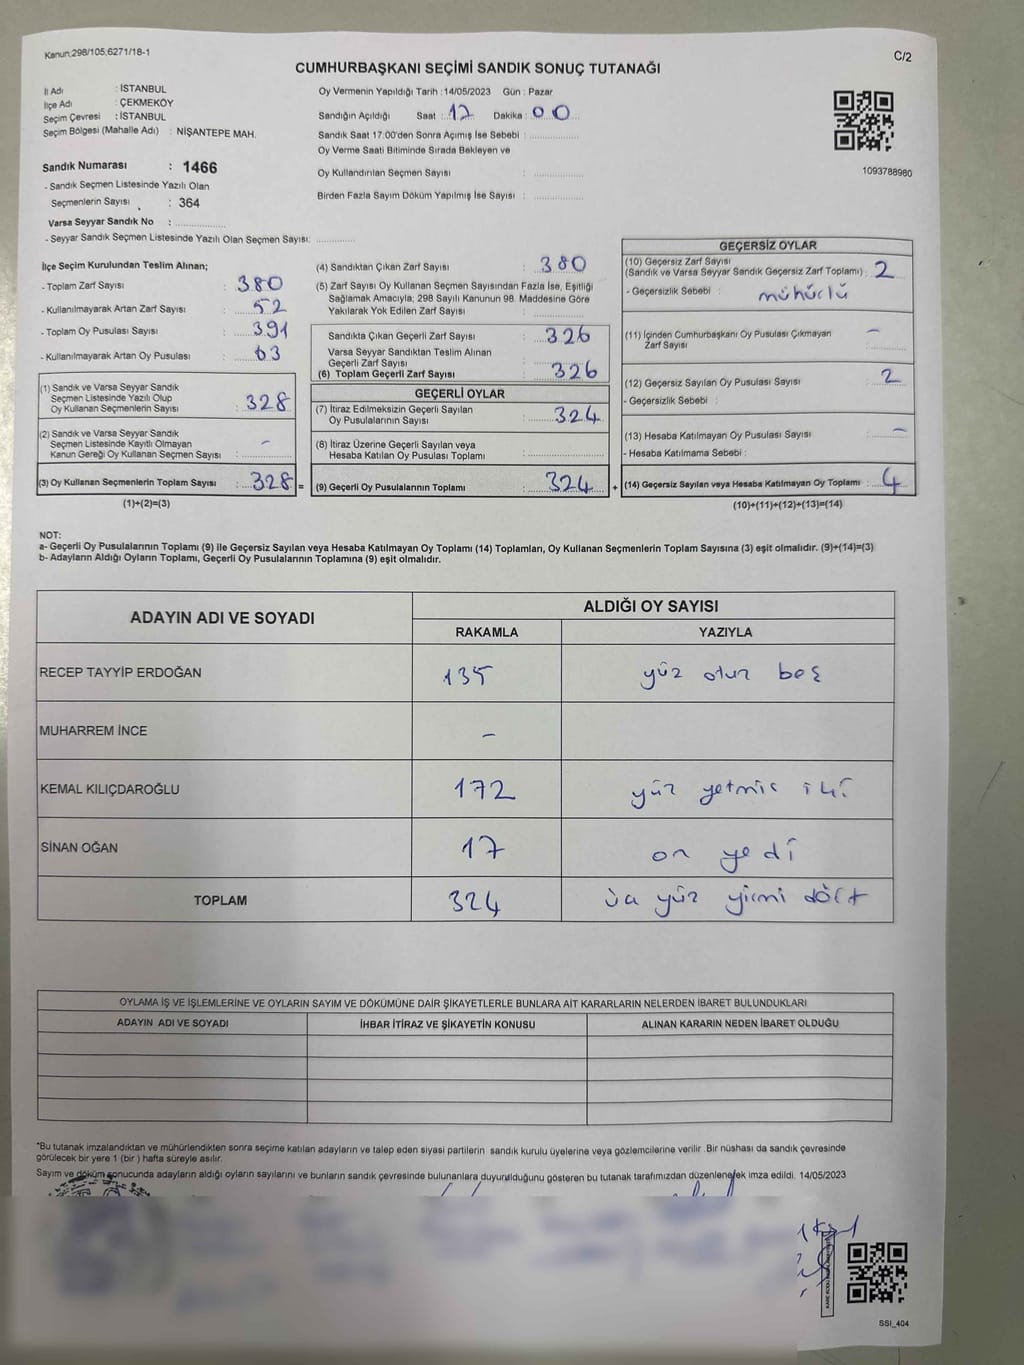 Kanun:298/105,6271/18-1
C/2
CUMHURBAŞKANI SEÇİMİ SANDIK SONUÇ TUTANAĞI
İl Adı : İSTANBUL
İlçe Adı : ÇEKMEKÖY
Seçim Çevresi : İSTANBUL
Seçim Bölgesi (Mahalle Adı) : NİŞANTEPE MAH.
Sandık Numarası : 1466
- Sandık Seçmen Listesinde Yazılı Olan
Seçmenlerin Sayısı : 364
Varsa Seyyar Sandık No :
- Seyyar Sandık Seçmen Listesinde Yazılı Olan Seçmen Sayısı:
Oy Vermenin Yapıldığı Tarih :14/05/2023 Gün : Pazar
Sandığın Açıldığı Saat : 17 Dakika : 00
Sandık Saat 17.00'den Sonra Açımış İse Sebebi :
Oy Verme Saati Bitiminde Sırada Bekleyen ve
Oy Kullandırılan Seçmen Sayısı :
Birden Fazla Sayım Döküm Yapılmış İse Sayısı :
1093788980
İlçe Seçim Kurulundan Teslim Alınan;
- Toplam Zarf Sayısı : 380
- Kullanılmayarak Artan Zarf Sayısı : 52
- Toplam Oy Pusulası Sayısı : 391
- Kullanılmayarak Artan Oy Pusulası : 63
(1) Sandık ve Varsa Seyyar Sandık
Seçmen Listesinde Yazılı Olup
Oy Kullanan Seçmenlerin Sayısı : 328
(2) Sandık ve Varsa Seyyar Sandık
Seçmen Listesinde Kayıtlı Olmayan
Kanun Gereği Oy Kullanan Seçmen Sayısı : -
(3) Oy Kullanan Seçmenlerin Toplam Sayısı : 328 =
(1)+(2)=(3)
(4) Sandıktan Çıkan Zarf Sayısı : 380
(5) Zarf Sayısı Oy Kullanan Seçmen Sayısından Fazla İse, Eşitliği
Sağlamak Amacıyla; 298 Sayılı Kanunun 98. Maddesine Göre
Yakılarak Yok Edilen Zarf Sayısı :
Sandıkta Çıkan Geçerli Zarf Sayısı : 326
Varsa Seyyar Sandıktan Teslim Alınan
Geçerli Zarf Sayısı :
(6) Toplam Geçerli Zarf Sayısı : 326
GEÇERLİ OYLAR
(7) İtiraz Edilmeksizin Geçerli Sayılan
Oy Pusulalarının Sayısı : 324
(8) İtiraz Üzerine Geçerli Sayılan veya
Hesaba Katılan Oy Pusulası Toplamı :
(9) Geçerli Oy Pusulalarının Toplamı : 324 +
GEÇERSİZ OYLAR
(10) Geçersiz Zarf Sayısı
(Sandık ve Varsa Seyyar Sandık Geçersiz Zarf Toplamı) : 2
- Geçersizlik Sebebi : mühürlü
(11) İçinden Cumhurbaşkanı Oy Pusulası Çıkmayan
Zarf Sayısı : -
(12) Geçersiz Sayılan Oy Pusulası Sayısı : 2
- Geçersizlik Sebebi :
(13) Hesaba Katılmayan Oy Pusulası Sayısı : -
- Hesaba Katılmama Sebebi :
(14) Geçersiz Sayılan veya Hesaba Katılmayan Oy Toplamı : 4
(10)+(11)+(12)+(13)=(14)
NOT:
a- Geçerli Oy Pusulalarının Toplamı (9) ile Geçersiz Sayılan veya Hesaba Katılmayan Oy Toplamı (14) Toplamları, Oy Kullanan Seçmenlerin Toplam Sayısına (3) eşit olmalıdır. (9)+(14)=(3)
b- Adayların Aldığı Oyların Toplamı, Geçerli Oy Pusulalarının Toplamına (9) eşit olmalıdır.
ADAYIN ADI VE SOYADI ALDIĞI OY SAYISI
RAKAMLA YAZIYLA
RECEP TAYYİP ERDOĞAN 135 yüz otuz beş
MUHARREM İNCE -
KEMAL KILIÇDAROĞLU 172 yüz yetmiş iki
SİNAN OĞAN 17 on yedi
TOPLAM 324 üç yüz yirmi dört
OYLAMA İŞ VE İŞLEMLERİNE VE OYLARIN SAYIM VE DÖKÜMÜNE DAİR ŞİKAYETLERLE BUNLARA AİT KARARLARIN NELERDEN İBARET BULUNDUKLARI
ADAYIN ADI VE SOYADI İHBAR İTİRAZ VE ŞİKAYETİN KONUSU ALINAN KARARIN NEDEN İBARET OLDUĞU
*Bu tutanak imzalandıktan ve mühürlendikten sonra seçime katılan adayların ve talep eden siyasi partilerin sandık kurulu üyelerine veya gözlemcilerine verilir. Bir nüshası da sandık çevresinde
görülecek bir yere 1 (bir ) hafta süreyle asılır.
Sayım ve döküm sonucunda adayların aldığı oyların sayılarını ve bunların sandık çevresinde bulunanlara duyurulduğunu gösteren bu tutanak tarafımızdan düzenlenerek imza edildi. 14/05/2023
SSI_404